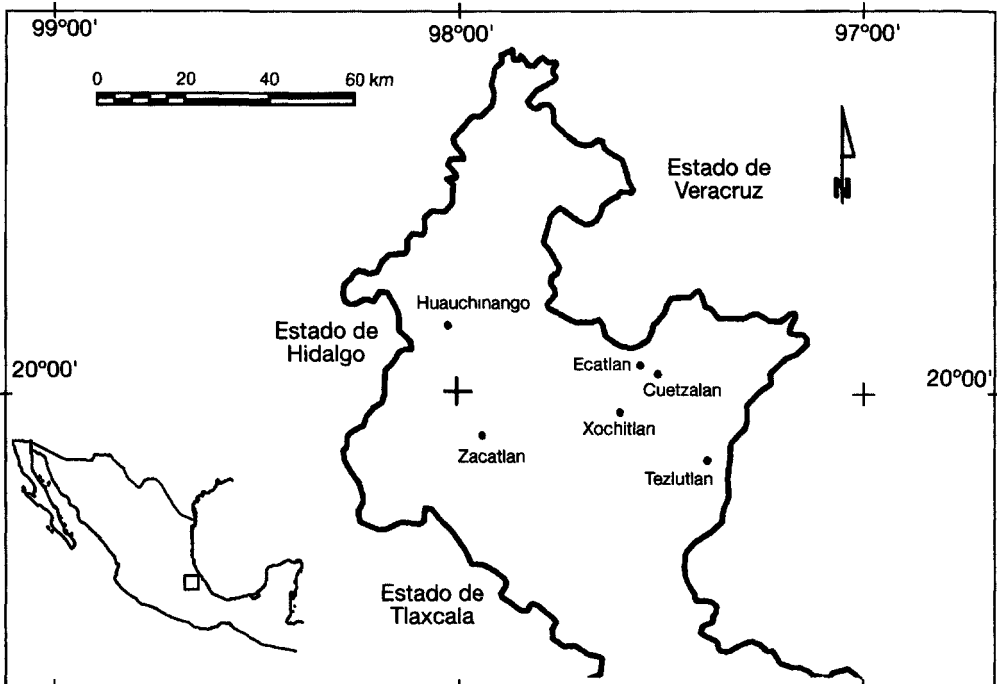 99°00'
98°00'
97°00'
0 20 40 60 km
Estado de
Veracruz
N
Huauchinango
Estado de
Hidalgo
Ecatlan
20°00'
20°00'
Cuetzalan
Xochitlan
Zacatlan
Tezlutlan
Estado de
Tlaxcala